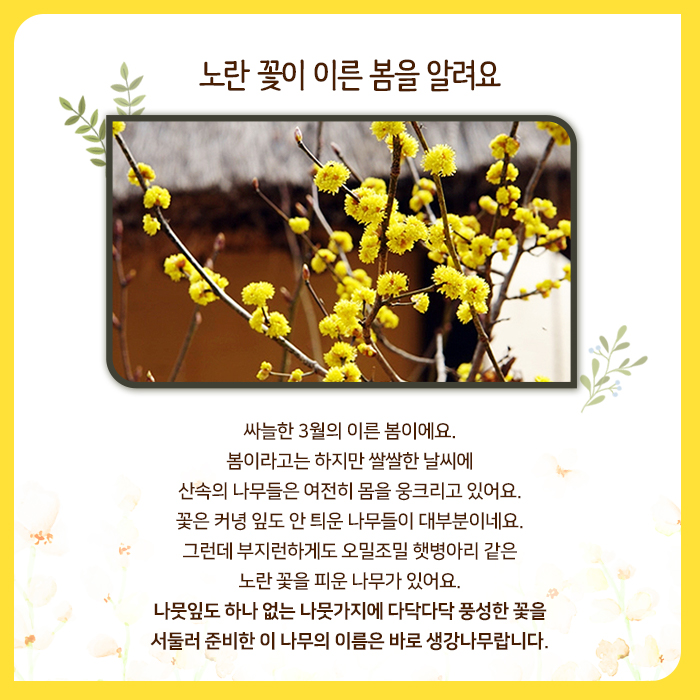 노란 꽃이 이른 봄을 알려요
싸늘한 3월의 이른 봄이에요.
봄이라고는 하지만 쌀쌀한 날씨에
산속의 나무들은 여전히 몸을 웅크리고 있어요.
꽃은 커녕 잎도 안 틔운 나무들이 대부분이네요.
그런데 부지런하게도 오밀조밀 햇병아리 같은
노란 꽃을 피운 나무가 있어요.
나뭇잎도 하나 없는 나뭇가지에 다닥다닥 풍성한 꽃을
서둘러 준비한 이 나무의 이름은 바로 생강나무랍니다.